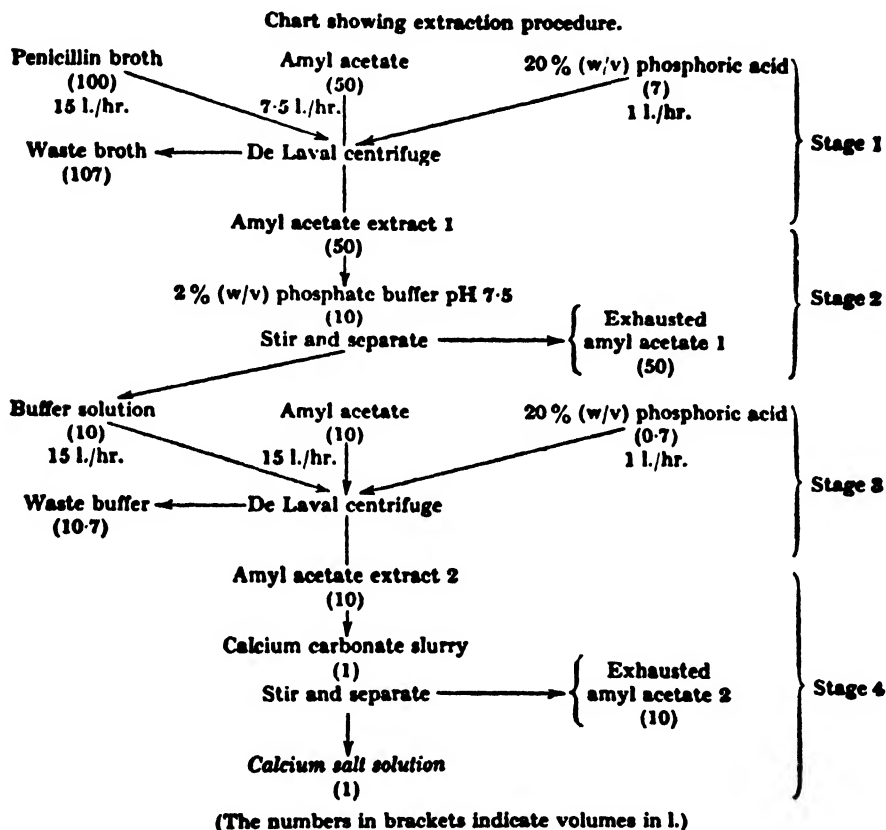 Chart showing extraction procedure.
Penicillin broth
(100)
15 l./hr.
Amyl acetate
(50)
7·5 l./hr.
20 % (w/v) phosphoric acid
(7)
1 l./hr.
Waste broth
(107)
De Laval centrifuge
Stage 1
Amyl acetate extract 1
(50)
2 % (w/v) phosphate buffer pH 7·5
(10)
Stir and separate
Exhausted
amyl acetate 1
(50)
Stage 2
Buffer solution
(10)
15 l./hr.
Amyl acetate
(10)
15 l./hr.
20 % (w/v) phosphoric acid
(0·7)
1 l./hr.
Waste buffer
(10·7)
De Laval centrifuge
Stage 3
Amyl acetate extract 2
(10)
Calcium carbonate slurry
(1)
Stir and separate
Exhausted
amyl acetate 2
(10)
Stage 4
Calcium salt solution
(1)
(The numbers in brackets indicate volumes in l.)